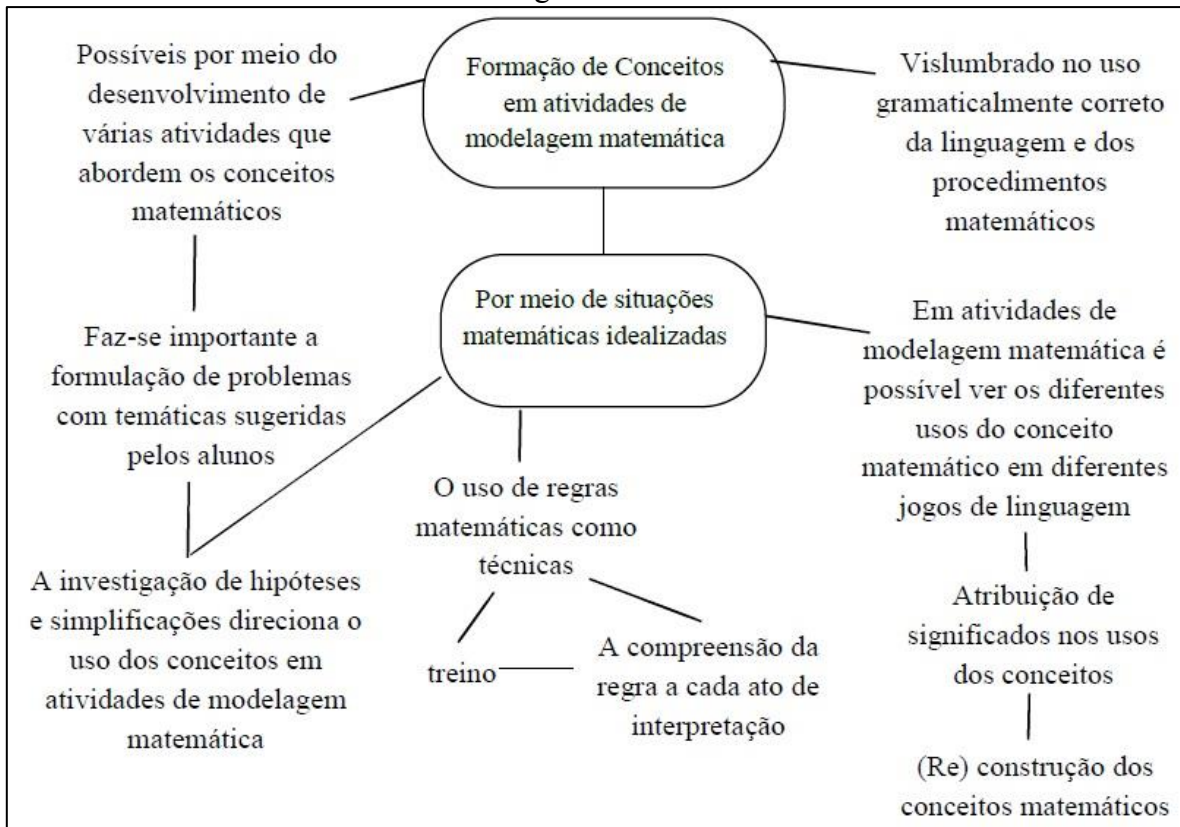 Formação de Conceitos
em atividades de
modelagem matemática
Possíveis por meio do
desenvolvimento de
várias atividades que
abordem os conceitos
matemáticos
Vislumbrado no uso
gramaticalmente correto
da linguagem e dos
procedimentos
matemáticos
Por meio de situações
matemáticas idealizadas
Faz-se importante a
formulação de problemas
com temáticas sugeridas
pelos alunos
Em atividades de
modelagem matemática é
possível ver os diferentes
usos do conceito
matemático em diferentes
jogos de linguagem
O uso de regras
matemáticas como
técnicas
A investigação de hipóteses
e simplificações direciona o
uso dos conceitos em
atividades de modelagem
matemática
treino
A compreensão da
regra a cada ato de
interpretação
Atribuição de
significados nos usos
dos conceitos
(Re) construção dos
conceitos matemáticos